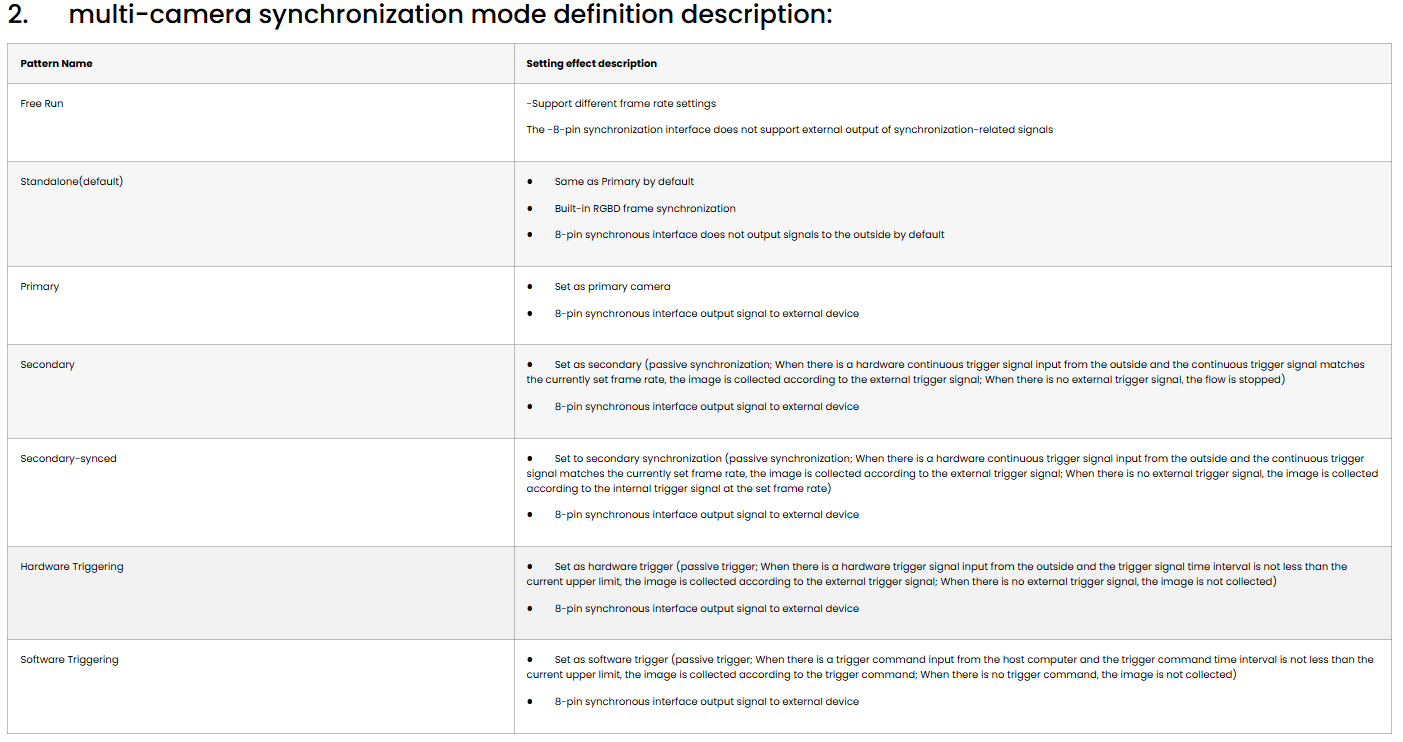 2. multi-camera synchronization mode definition description:
Pattern Name
Setting effect description
Free Run
-Support different frame rate settings
The -8-pin synchronization interface does not support external output of synchronization-related signals
Standalone(default)
● Same as Primary by default
● Built-in RGBD frame synchronization
● 8-pin synchronous interface does not output signals to the outside by default
Primary
● Set as primary camera
● 8-pin synchronous interface output signal to external device
Secondary
● Set as secondary (passive synchronization; When there is a hardware continuous trigger signal input from the outside and the continuous trigger signal matches
the currently set frame rate, the image is collected according to the external trigger signal; When there is no external trigger signal, the flow is stopped)
● 8-pin synchronous interface output signal to external device
Secondary-synced
● Set to secondary synchronization (passive synchronization; When there is a hardware continuous trigger signal input from the outside and the continuous trigger
signal matches the currently set frame rate, the image is collected according to the external trigger signal; When there is no external trigger signal, the image is collected
according to the internal trigger signal at the set frame rate)
● 8-pin synchronous interface output signal to external device
Hardware Triggering
● Set as hardware trigger (passive trigger; When there is a hardware trigger signal input from the outside and the trigger signal time interval is not less than the
current upper limit, the image is collected according to the external trigger signal; When there is no external trigger signal, the image is not collected)
● 8-pin synchronous interface output signal to external device
Software Triggering
● Set as software trigger (passive trigger; When there is a trigger command input from the host computer and the trigger command time interval is not less than the
current upper limit, the image is collected according to the trigger command; When there is no trigger command, the image is not collected)
● 8-pin synchronous interface output signal to external device